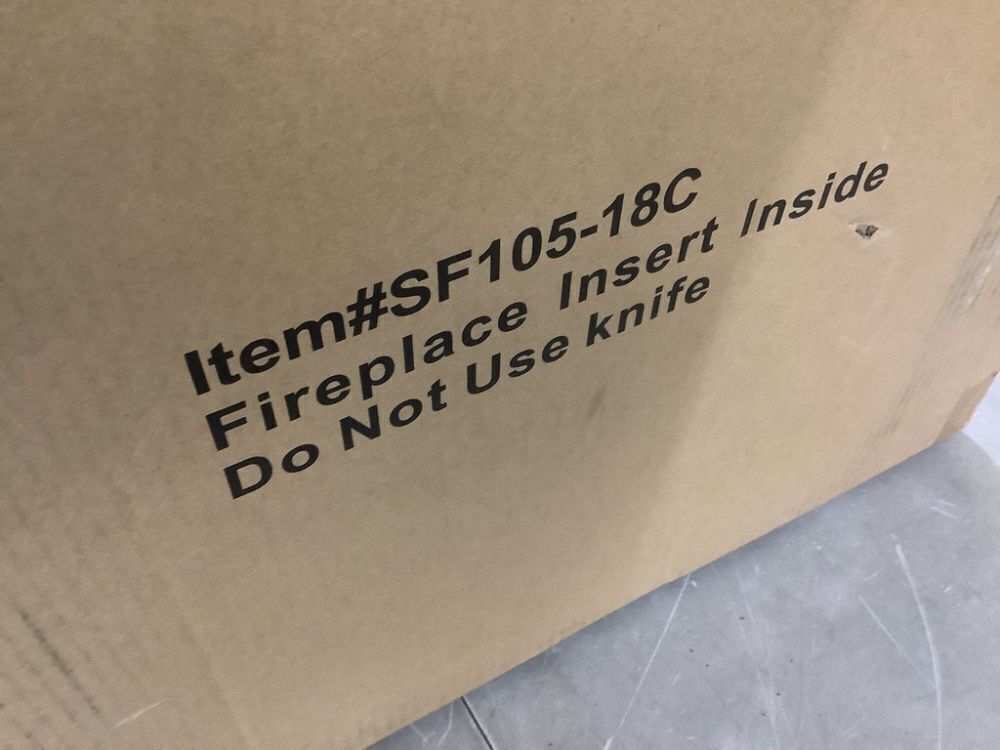 Item#SF105-18C
Fireplace Insert Inside
Do Not Use knife